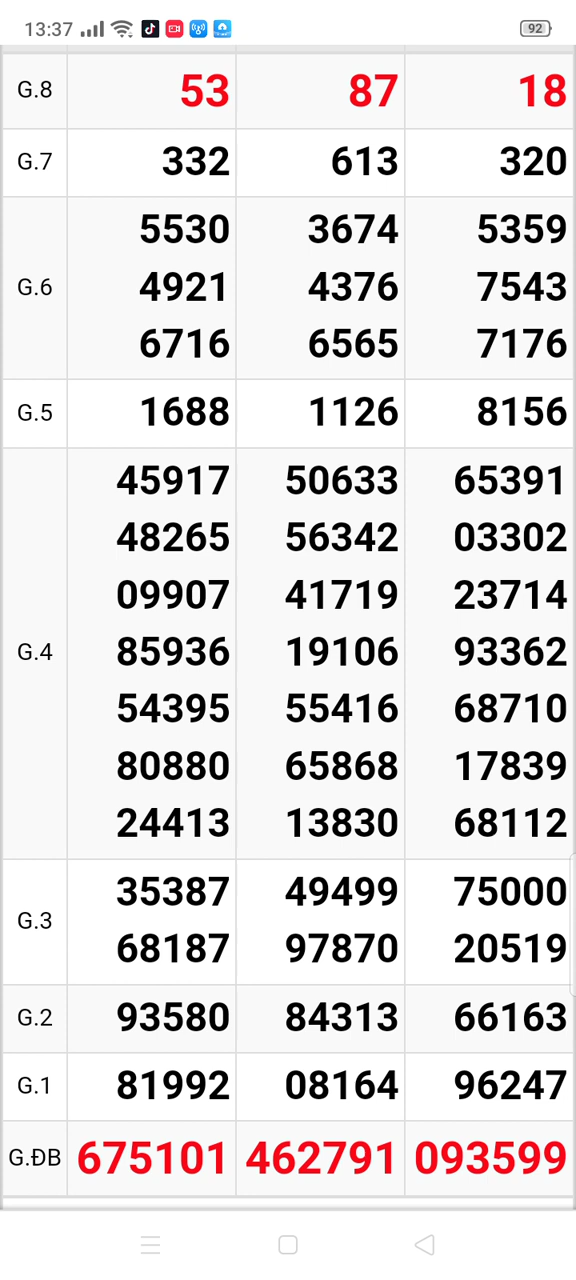 13:37
92
G.8 53 87 18
G.7 332 613 320
5530 3674 5359
G.6 4921 4376 7543
6716 6565 7176
G.5 1688 1126 8156
45917 50633 65391
48265 56342 03302
09907 41719 23714
G.4 85936 19106 93362
54395 55416 68710
80880 65868 17839
24413 13830 68112
G.3 35387 49499 75000
68187 97870 20519
G.2 93580 84313 66163
G.1 81992 08164 96247
G.ĐB 675101 462791 093599